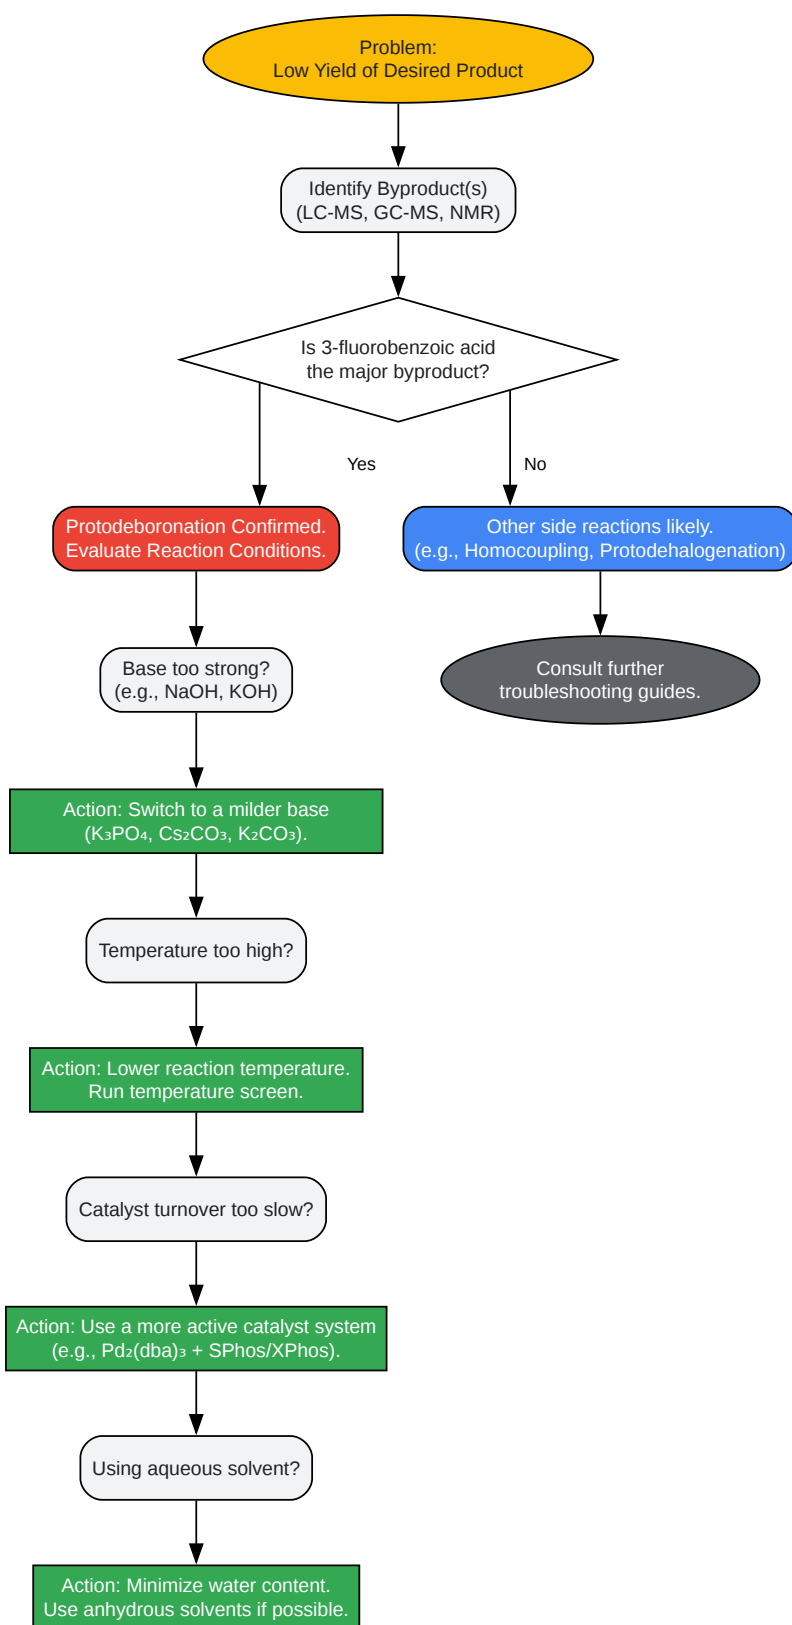 Problem:
Low Yield of Desired Product
Identify Byproduct(s)
(LC-MS, GC-MS, NMR)
Is 3-fluorobenzoic acid
the major byproduct?
Yes
No
Protodeboronation Confirmed.
Evaluate Reaction Conditions.
Other side reactions likely.
(e.g., Homocoupling, Protodehalogenation)
Base too strong?
(e.g., NaOH, KOH)
Consult further
troubleshooting guides.
Action: Switch to a milder base
(K₃PO₄, Cs₂CO₃, K₂CO₃).
Temperature too high?
Action: Lower reaction temperature.
Run temperature screen.
Catalyst turnover too slow?
Action: Use a more active catalyst system
(e.g., Pd₂(dba)₃ + SPhos/XPhos).
Using aqueous solvent?
Action: Minimize water content.
Use anhydrous solvents if possible.